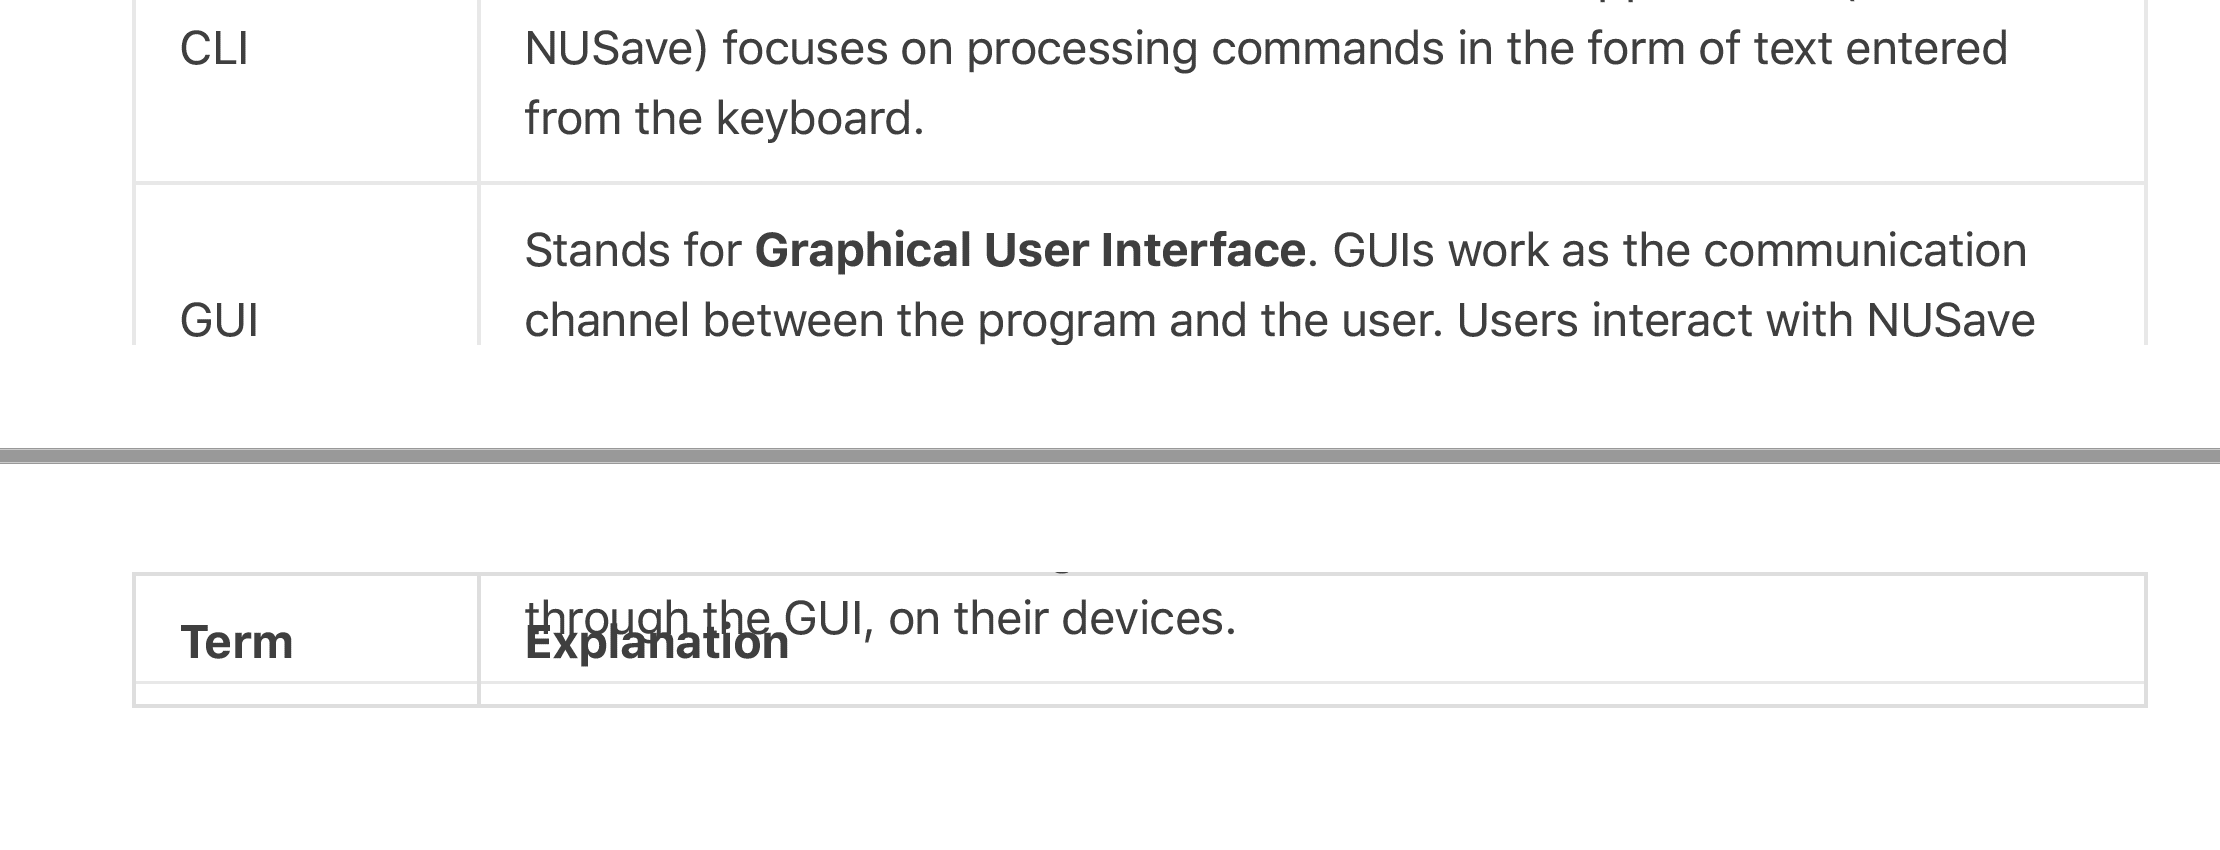 CLI
NUSave) focuses on processing commands in the form of text entered
from the keyboard.
Stands for Graphical User Interface. GUIs work as the communication
GUI
channel between the program and the user. Users interact with NUSave
through the GUI, on their devices.
Term
Explanation